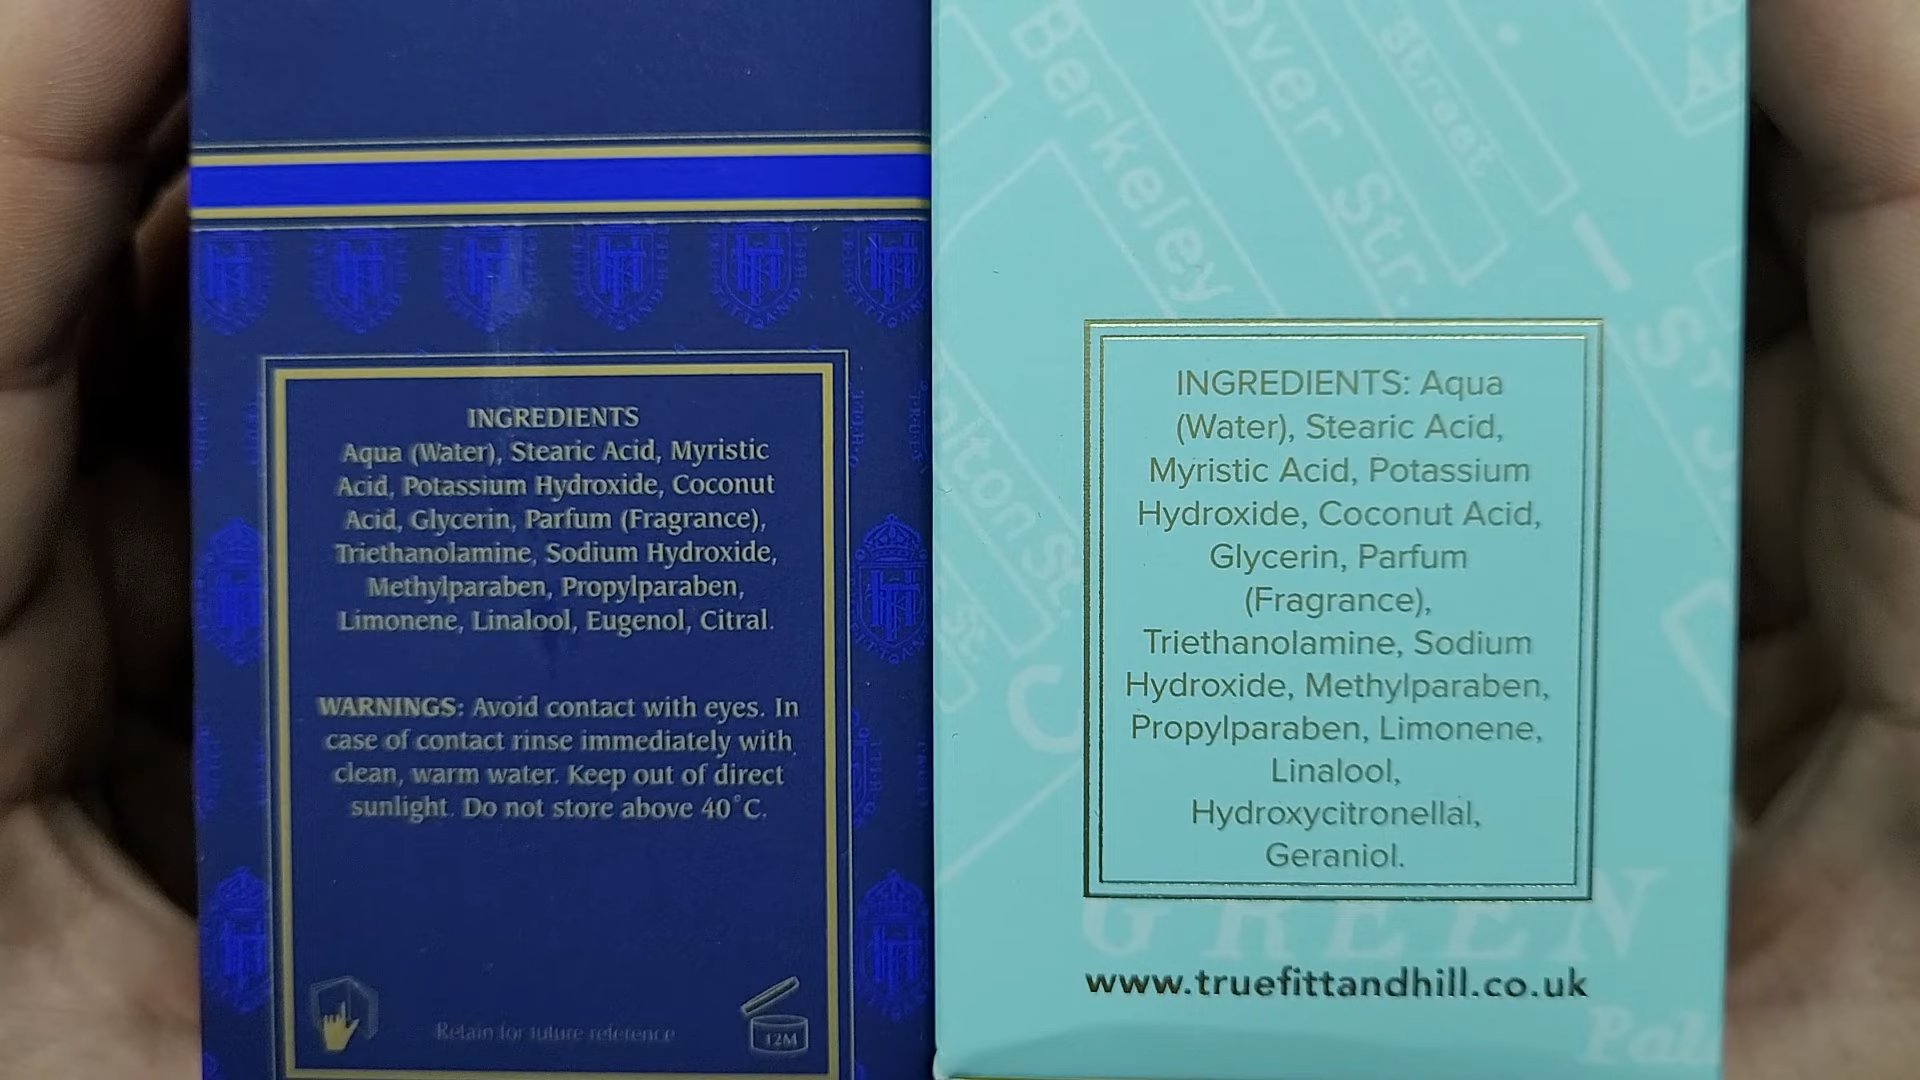 INGREDIENTS
Aqua (Water), Stearic Acid, Myristic
Acid, Potassium Hydroxide, Coconut
Acid, Glycerin, Parfum (Fragrance),
Triethanolamine, Sodium Hydroxide,
Methylparaben, Propylparaben,
Limonene, Linalool, Eugenol, Citral.
WARNINGS: Avoid contact with eyes. In
case of contact rinse immediately with
clean, warm water. Keep out of direct
sunlight. Do not store above 40°C.
Retain for future reference
12M
Berkeley
Over Str.
Street
INGREDIENTS: Aqua
(Water), Stearic Acid,
Myristic Acid, Potassium
Hydroxide, Coconut Acid,
Glycerin, Parfum
(Fragrance),
Triethanolamine, Sodium
Hydroxide, Methylparaben,
Propylparaben, Limonene,
Linalool,
Hydroxycitronellal,
Geraniol.
GREEN
www.truefittandhill.co.uk